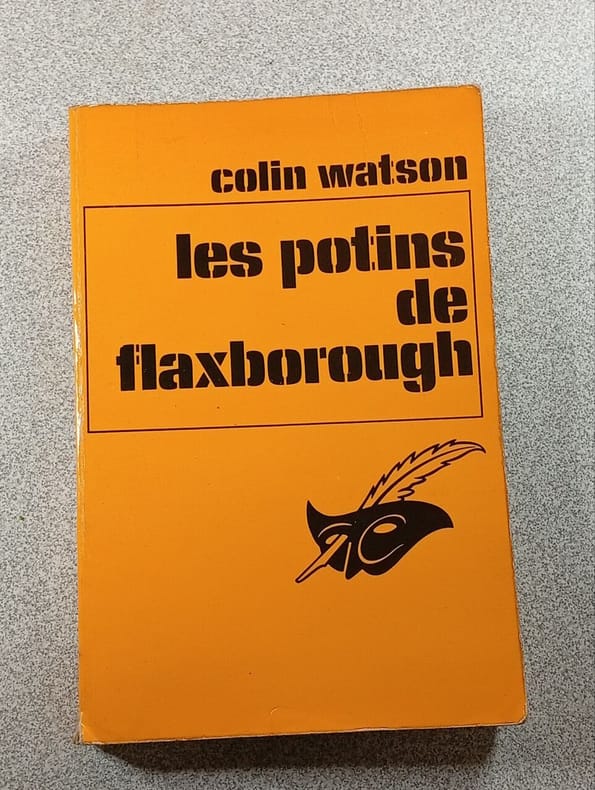 colin watson
les potins
de
flaxborough